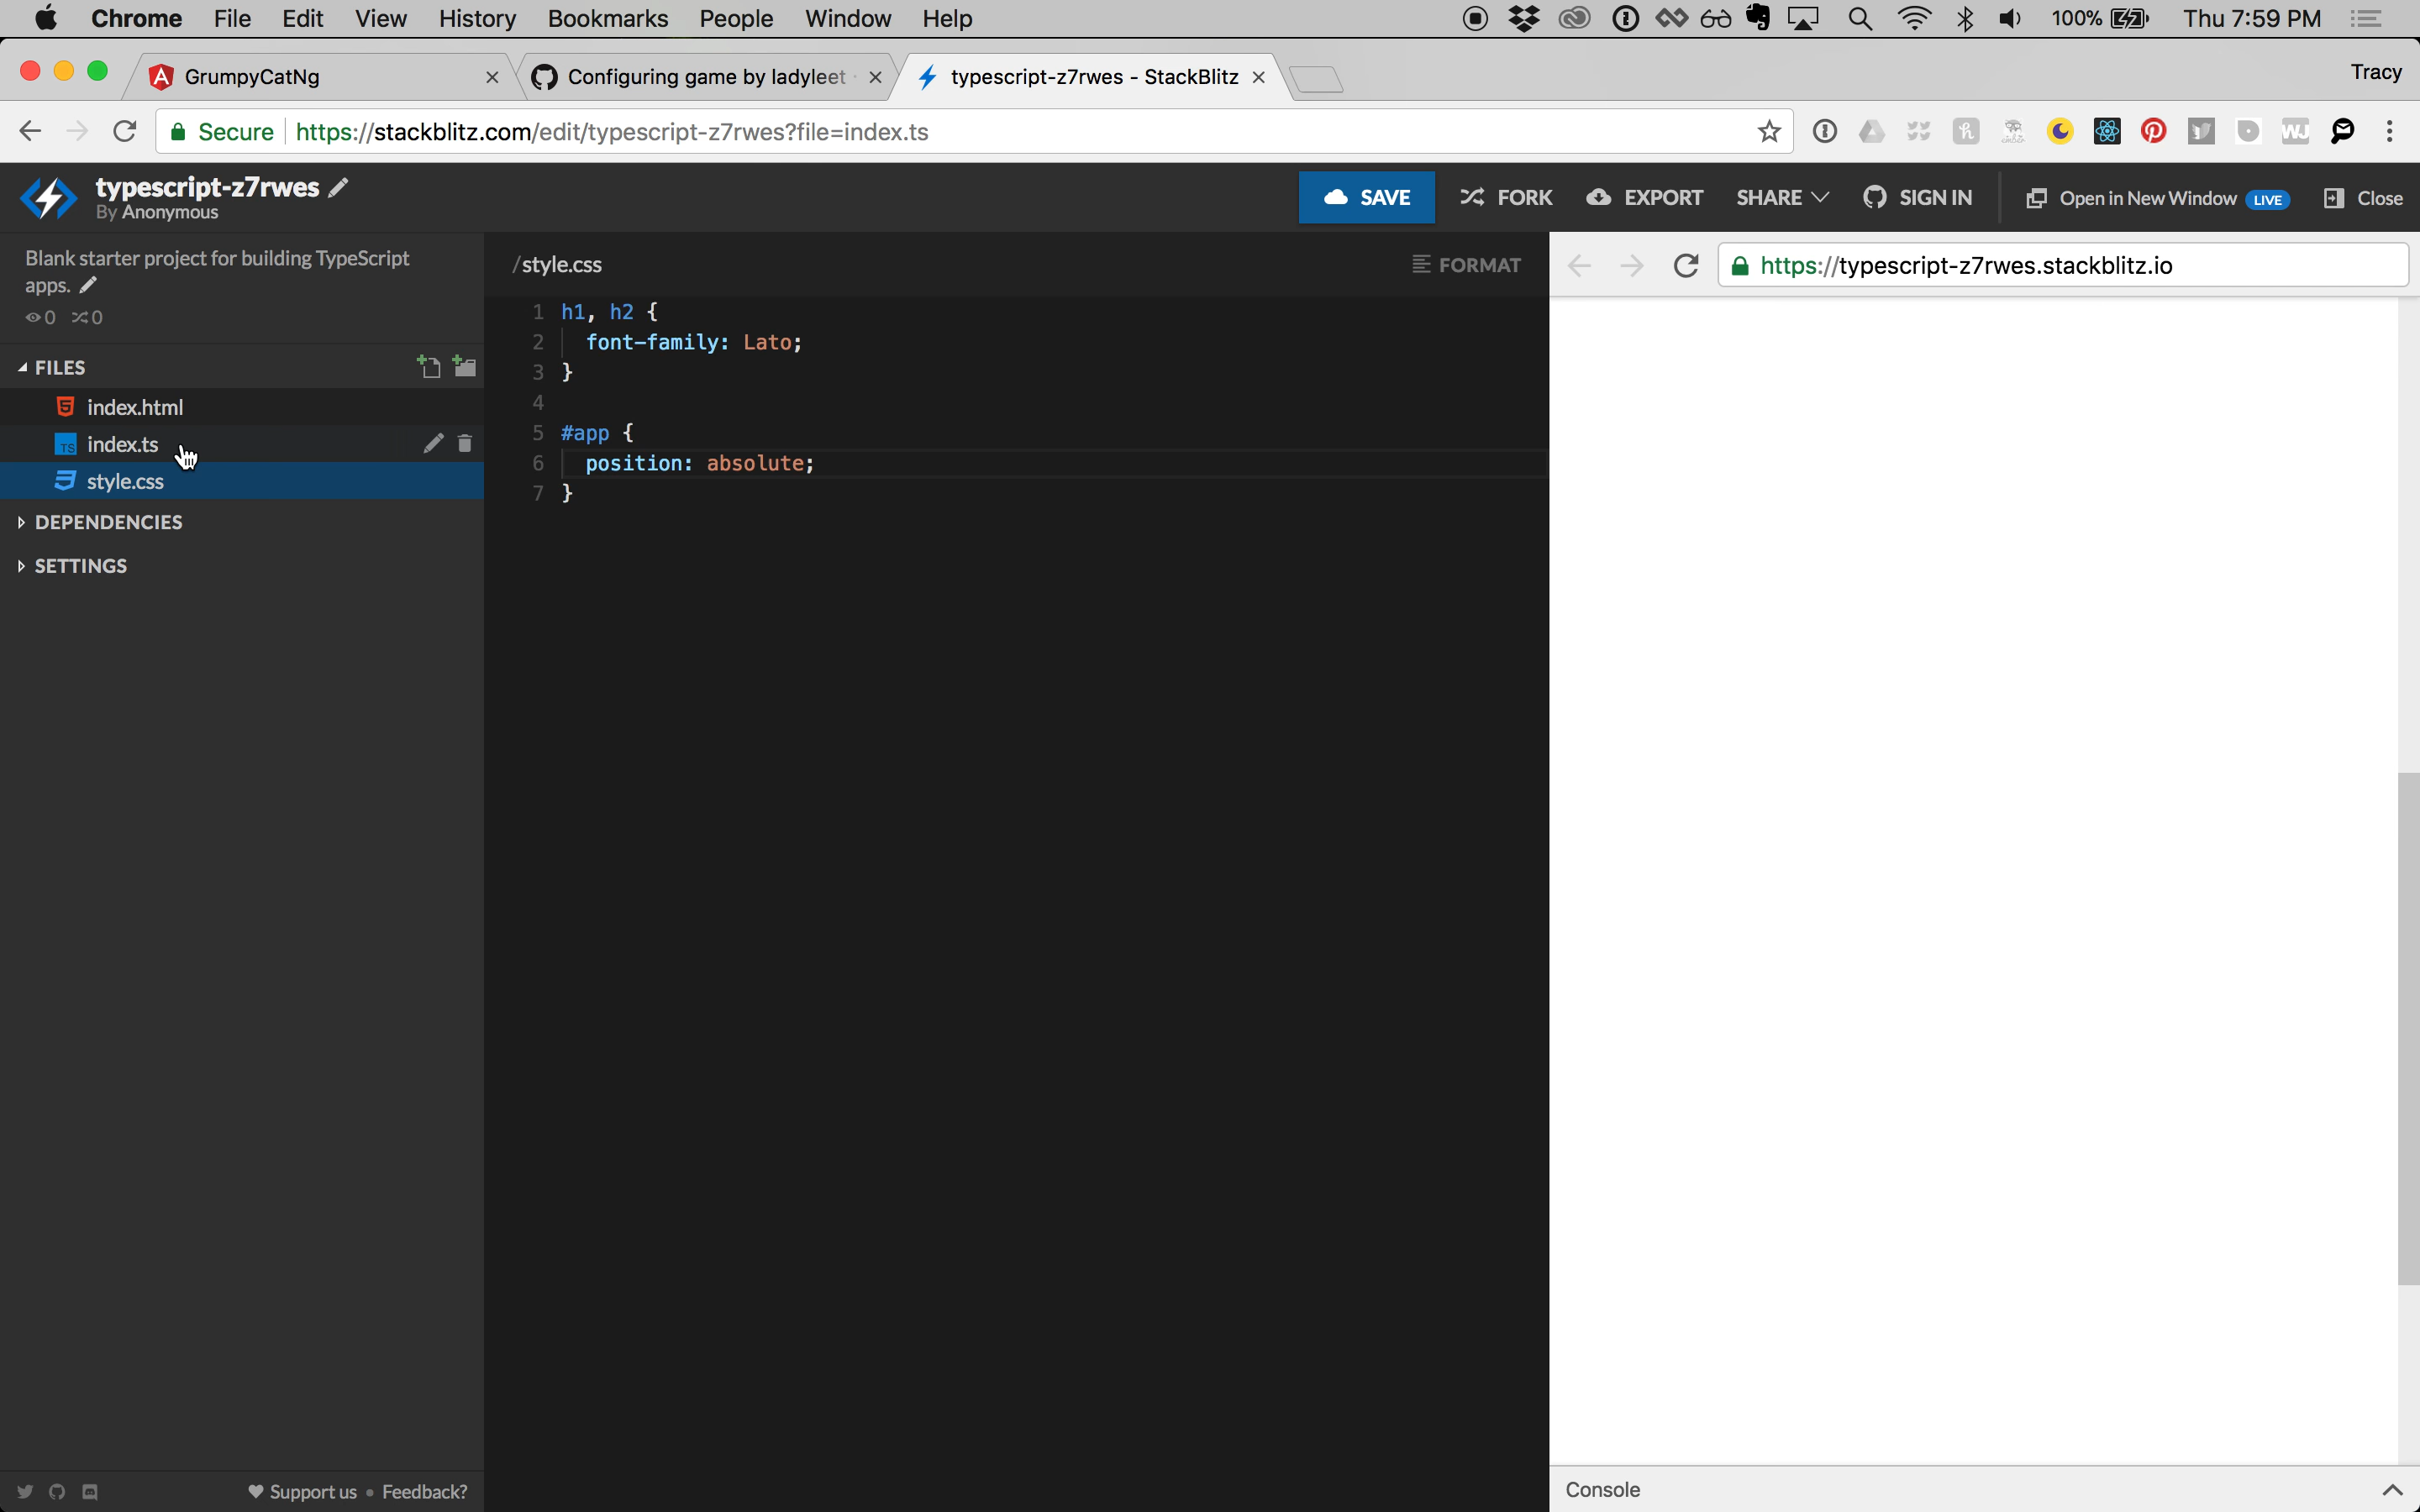 Chrome File Edit View History Bookmarks People Window Help 100% Thu 7:59 PM
GrumpyCatNg Configuring game by ladyleet typescript-z7rwes - StackBlitz Tracy
Secure https://stackblitz.com/edit/typescript-z7rwes?file=index.ts
typescript-z7rwes
By Anonymous
SAVE FORK EXPORT SHARE SIGN IN Open in New Window LIVE Close
Blank starter project for building TypeScript
apps.
0 0
/style.css FORMAT
https://typescript-z7rwes.stackblitz.io
FILES
index.html
TS index.ts
style.css
DEPENDENCIES
SETTINGS
1 h1, h2 {
2 font-family: Lato;
3 }
4
5 #app {
6 position: absolute;
7 }
Support us • Feedback?
Console